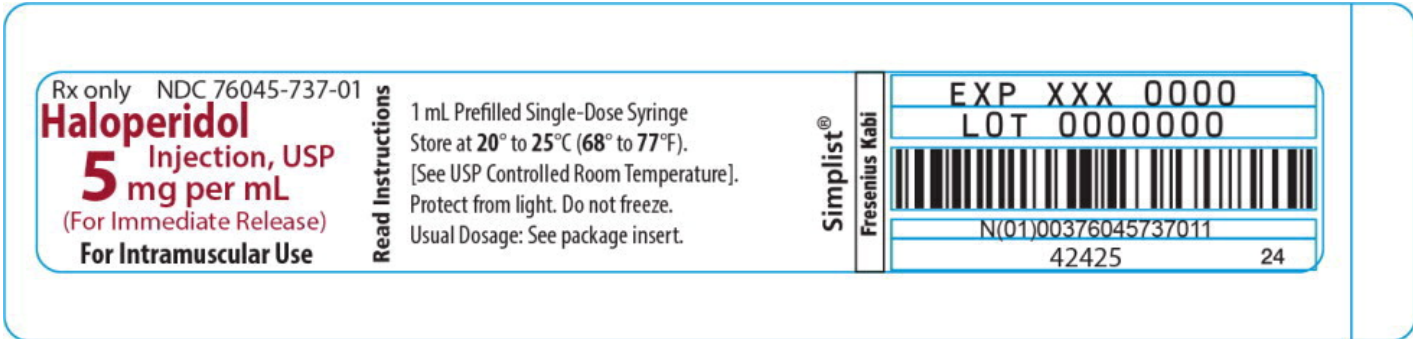 Rx only NDC 76045-737-01
Haloperidol
Injection, USP
5 mg per mL
(For Immediate Release)
For Intramuscular Use
Read Instructions
1 mL Prefilled Single-Dose Syringe
Store at 20° to 25°C (68° to 77°F).
[See USP Controlled Room Temperature].
Protect from light. Do not freeze.
Usual Dosage: See package insert.
Simplist®
Fresenius Kabi
EXP XXX 0000
LOT 0000000
N(01)00376045737011
42425 24